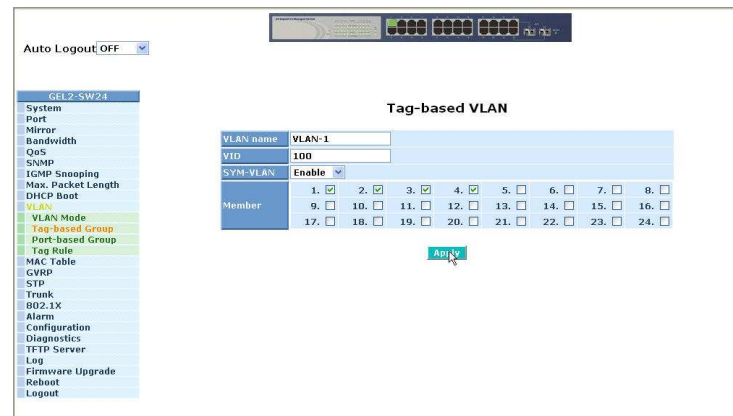 Auto Logout OFF
GEL2-SW24
System
Port
Mirror
Bandwidth
QoS
SNMP
IGMP Snooping
Max. Packet Length
DHCP Boot
VLAN
VLAN Mode
Tag-based Group
Port-based Group
Tag Rule
MAC Table
GVRP
STP
Trunk
802.1X
Alarm
Configuration
Diagnostics
TFTP Server
Log
Firmware Upgrade
Reboot
Logout
Tag-based VLAN
VLAN name VLAN-1
VID 100
SYM-VLAN Enable
Member
1. 2. 3. 4. 5. 6. 7. 8.
9. 10. 11. 12. 13. 14. 15. 16.
17. 18. 19. 20. 21. 22. 23. 24.
Apply